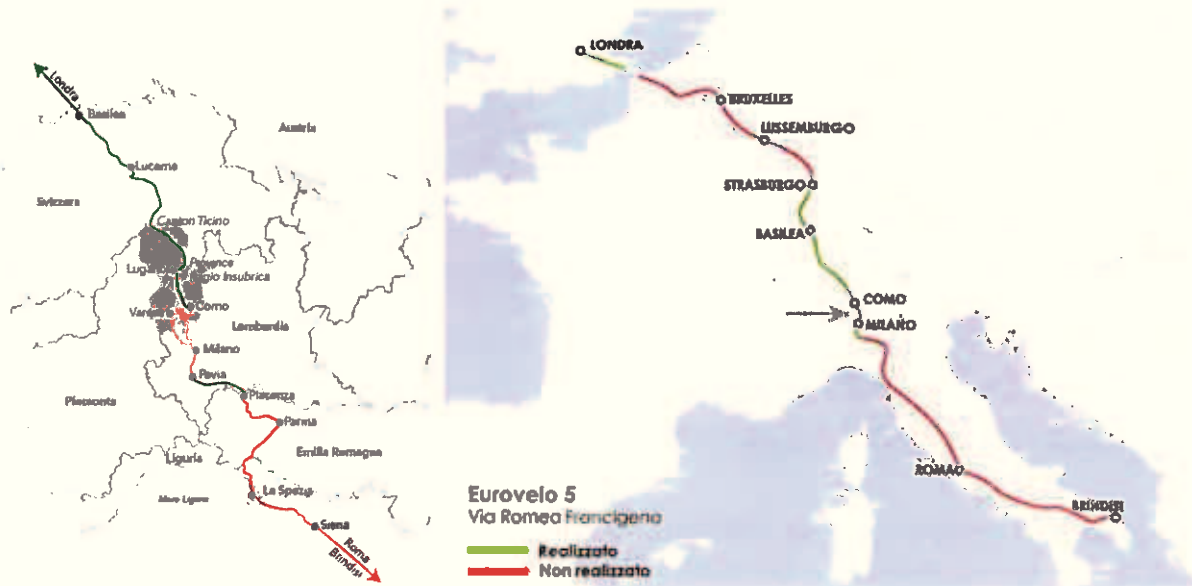 Londra
Basilea
Austria
Lucerna
Svizzera
Canton Ticino
Lugano
Provence
Regio Insubrica
Como
Varese
Lombardia
Milano
Pavia
Piacenza
Piemonte
Parma
Emilia Romagna
Liguria
La Spezia
Mare Ligure
Siena
Roma
Brindisi
LONDRA
BRUXELLES
LUSSEMBURGO
STRASBURGO
BASILEA
COMO
MILANO
ROMA
BRINDISI
Eurovelo 5
Via Romea Francigena
Realizzato
Non realizzato